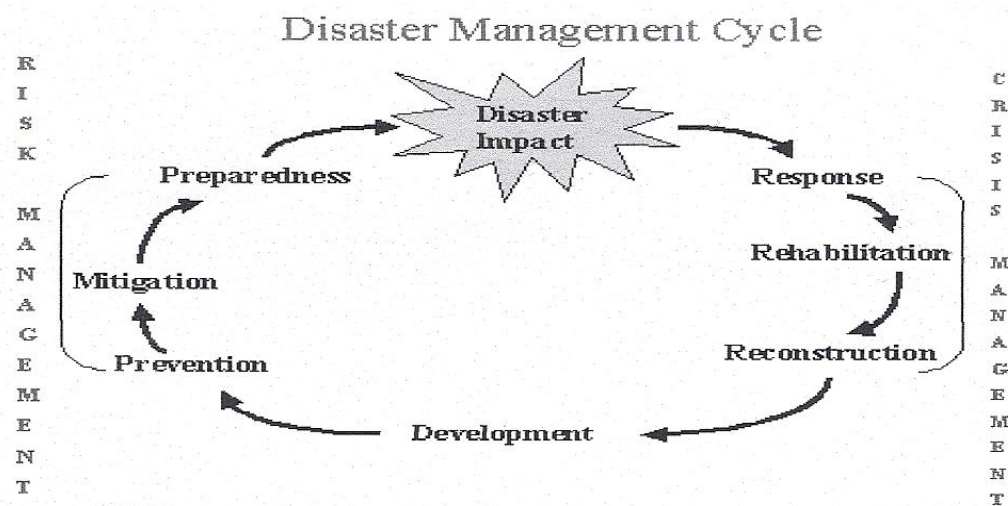 Disaster Management Cycle
RISK MANAGEMENT
CRISIS MANAGEMENT
Disaster
Impact
Preparedness
Response
Mitigation
Rehabilitation
Prevention
Reconstruction
Development